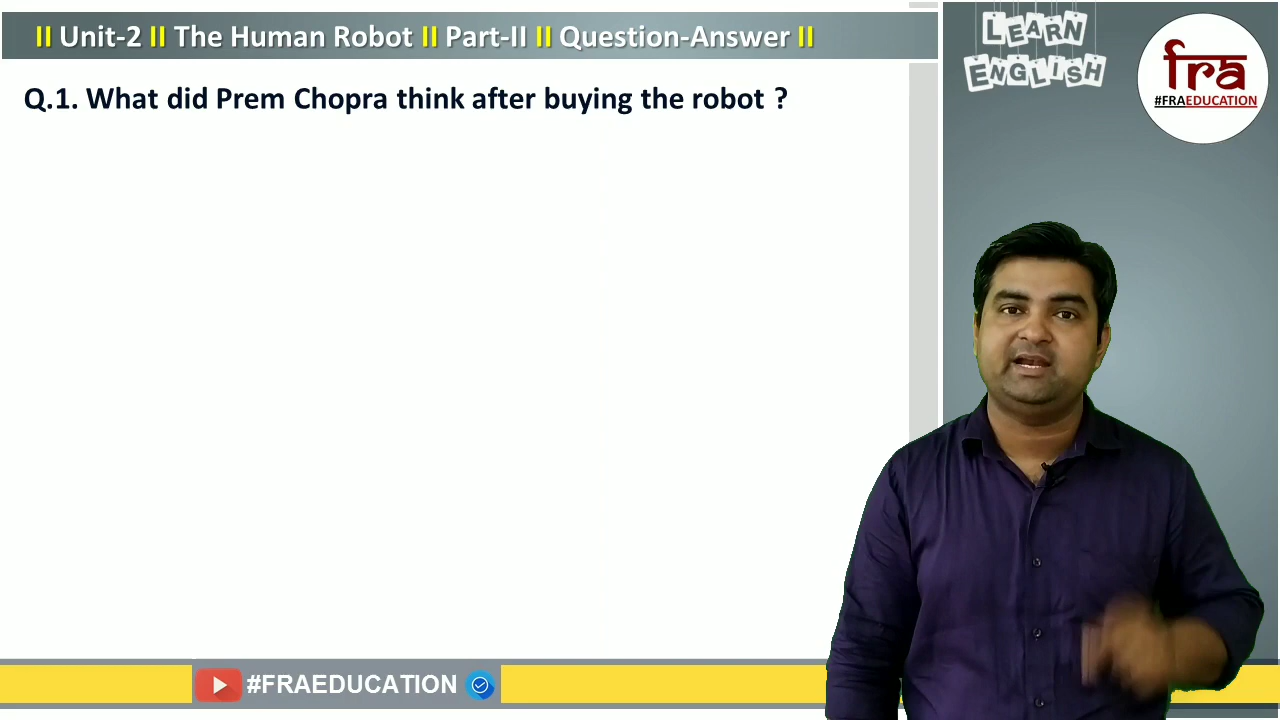 II Unit-2 II The Human Robot II Part-II II Question-Answer II
Q.1. What did Prem Chopra think after buying the robot ?
LEARN
ENGLISH
fra
#FRAEDUCATION
#FRAEDUCATION